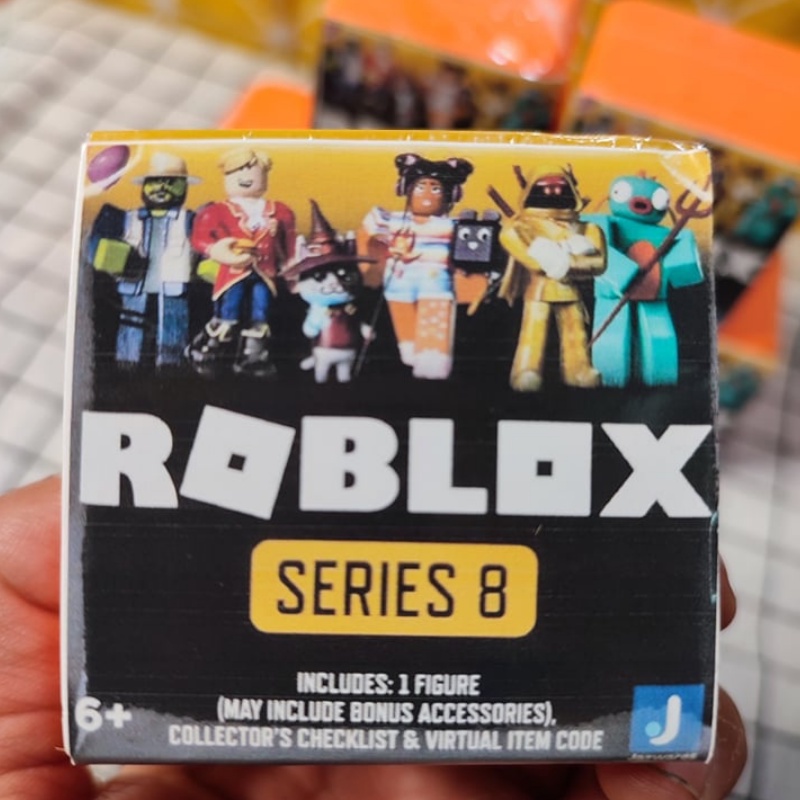 ROBLOX
SERIES 8
INCLUDES: 1 FIGURE
(MAY INCLUDE BONUS ACCESSORIES),
COLLECTOR'S CHECKLIST & VIRTUAL ITEM CODE
6+
J